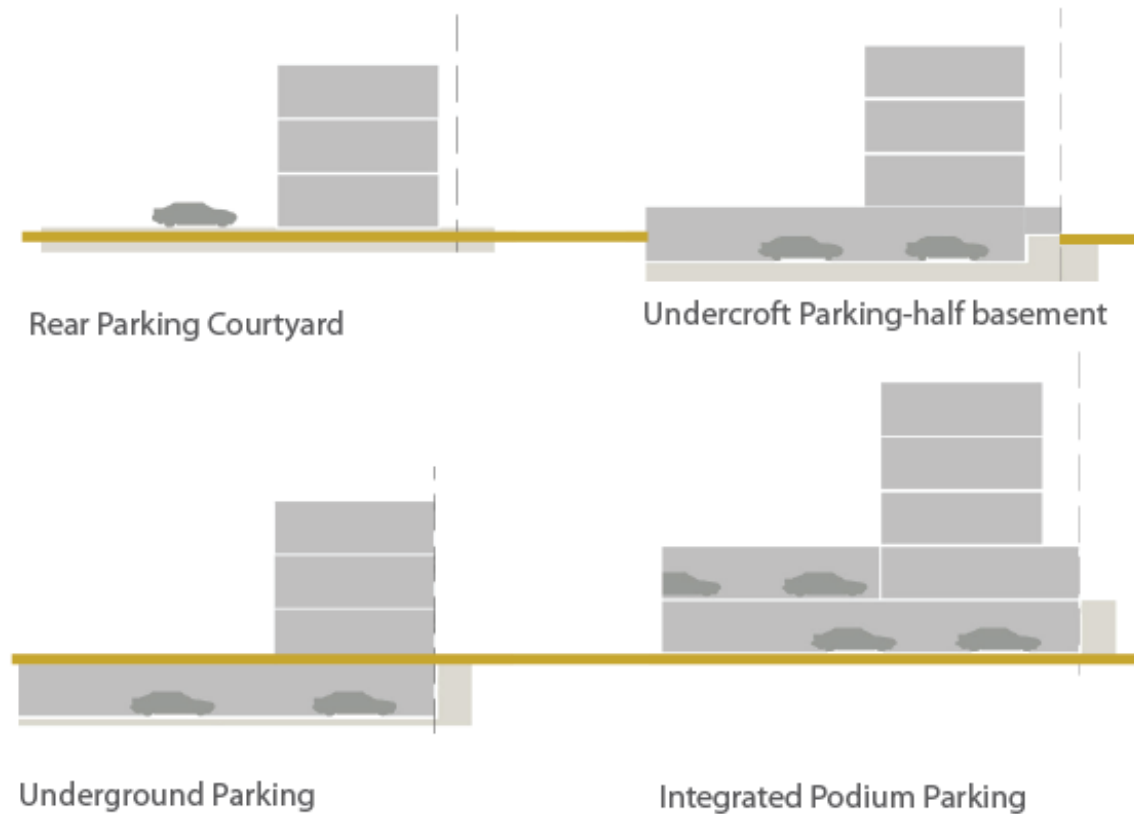 Rear Parking Courtyard
Undercroft Parking-half basement
Underground Parking
Integrated Podium Parking